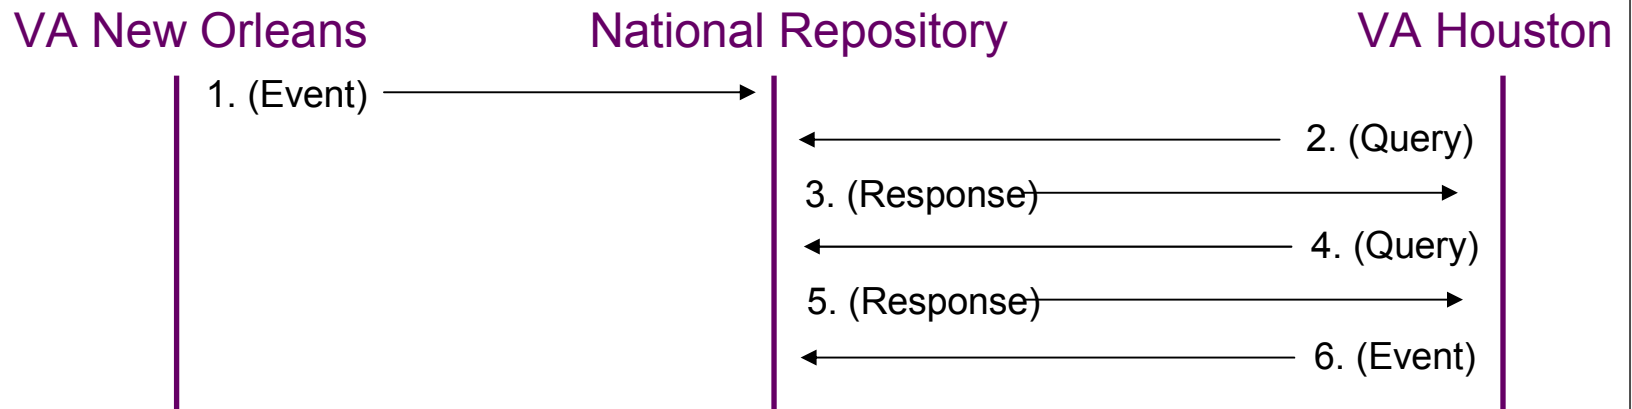 VA New Orleans National Repository VA Houston
1. (Event)
2. (Query)
3. (Response)
4. (Query)
5. (Response)
6. (Event)